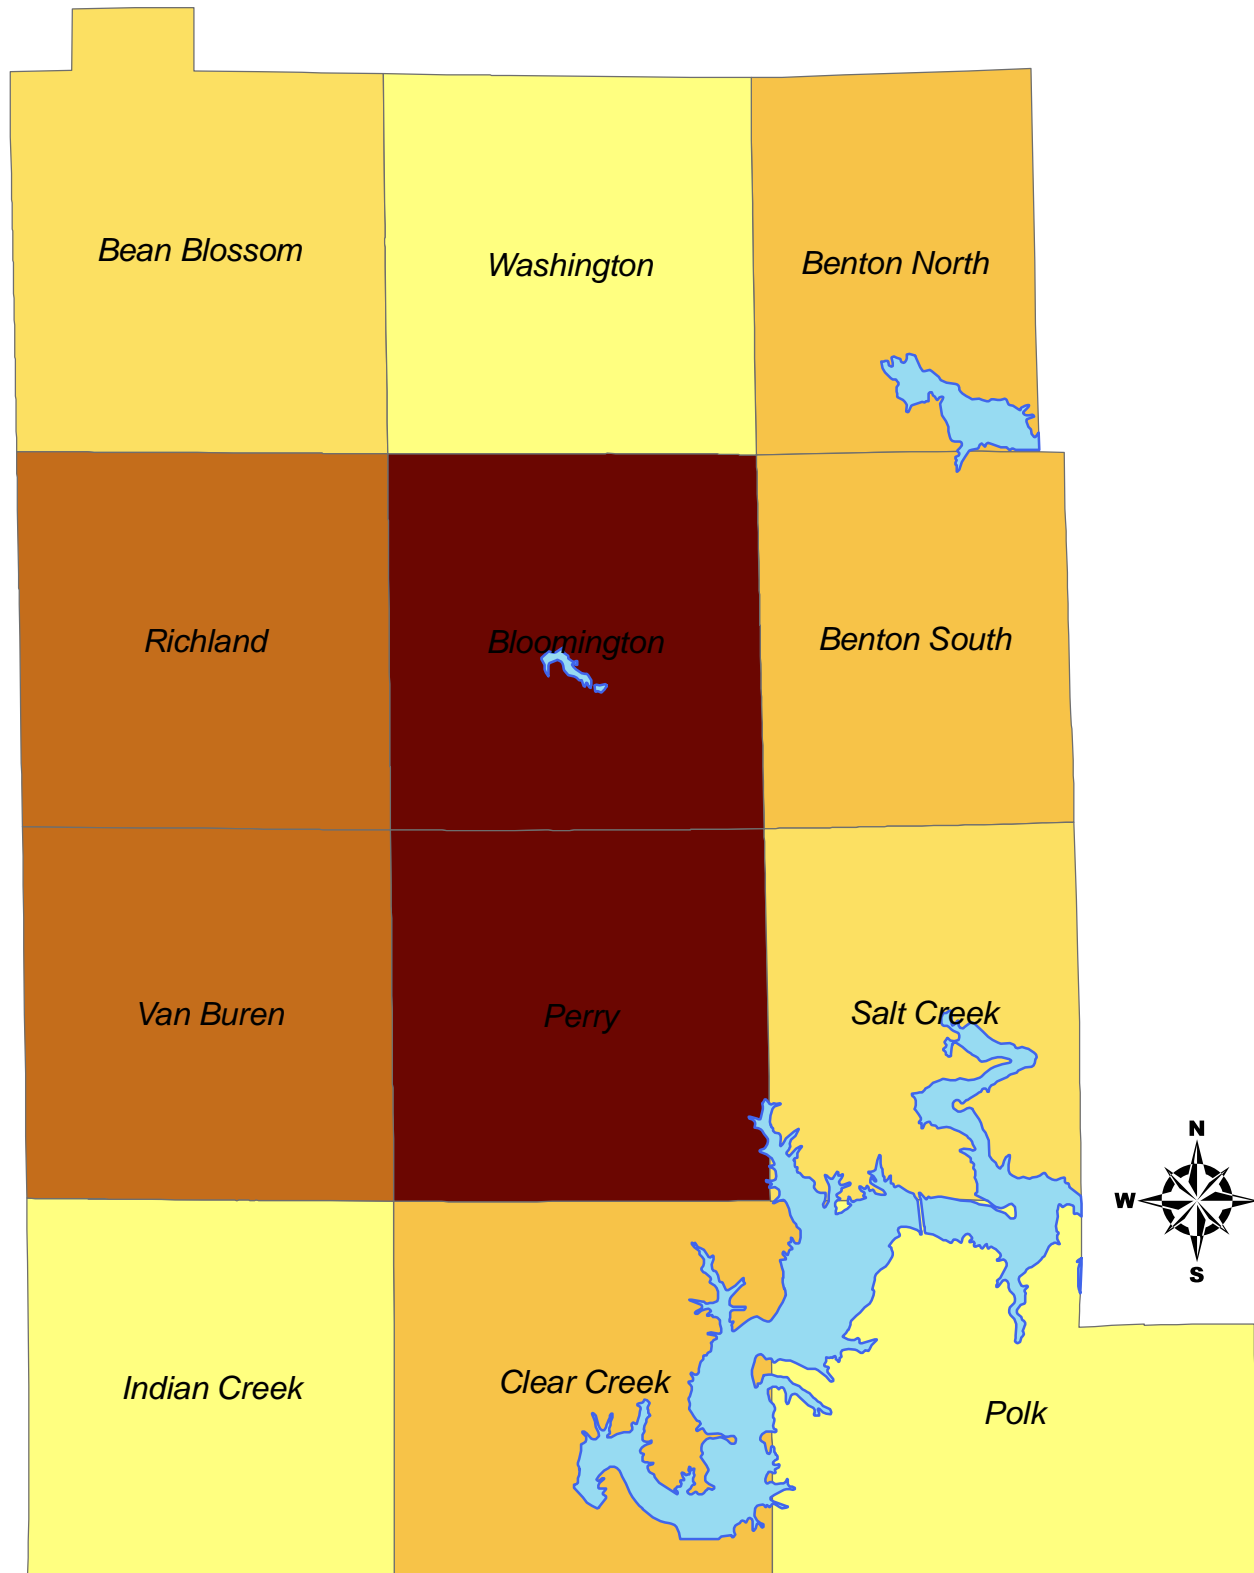 Bean Blossom
Washington
Benton North
Richland
Bloomington
Benton South
Van Buren
Perry
Salt Creek
N
W
S
Indian Creek
Clear Creek
Polk